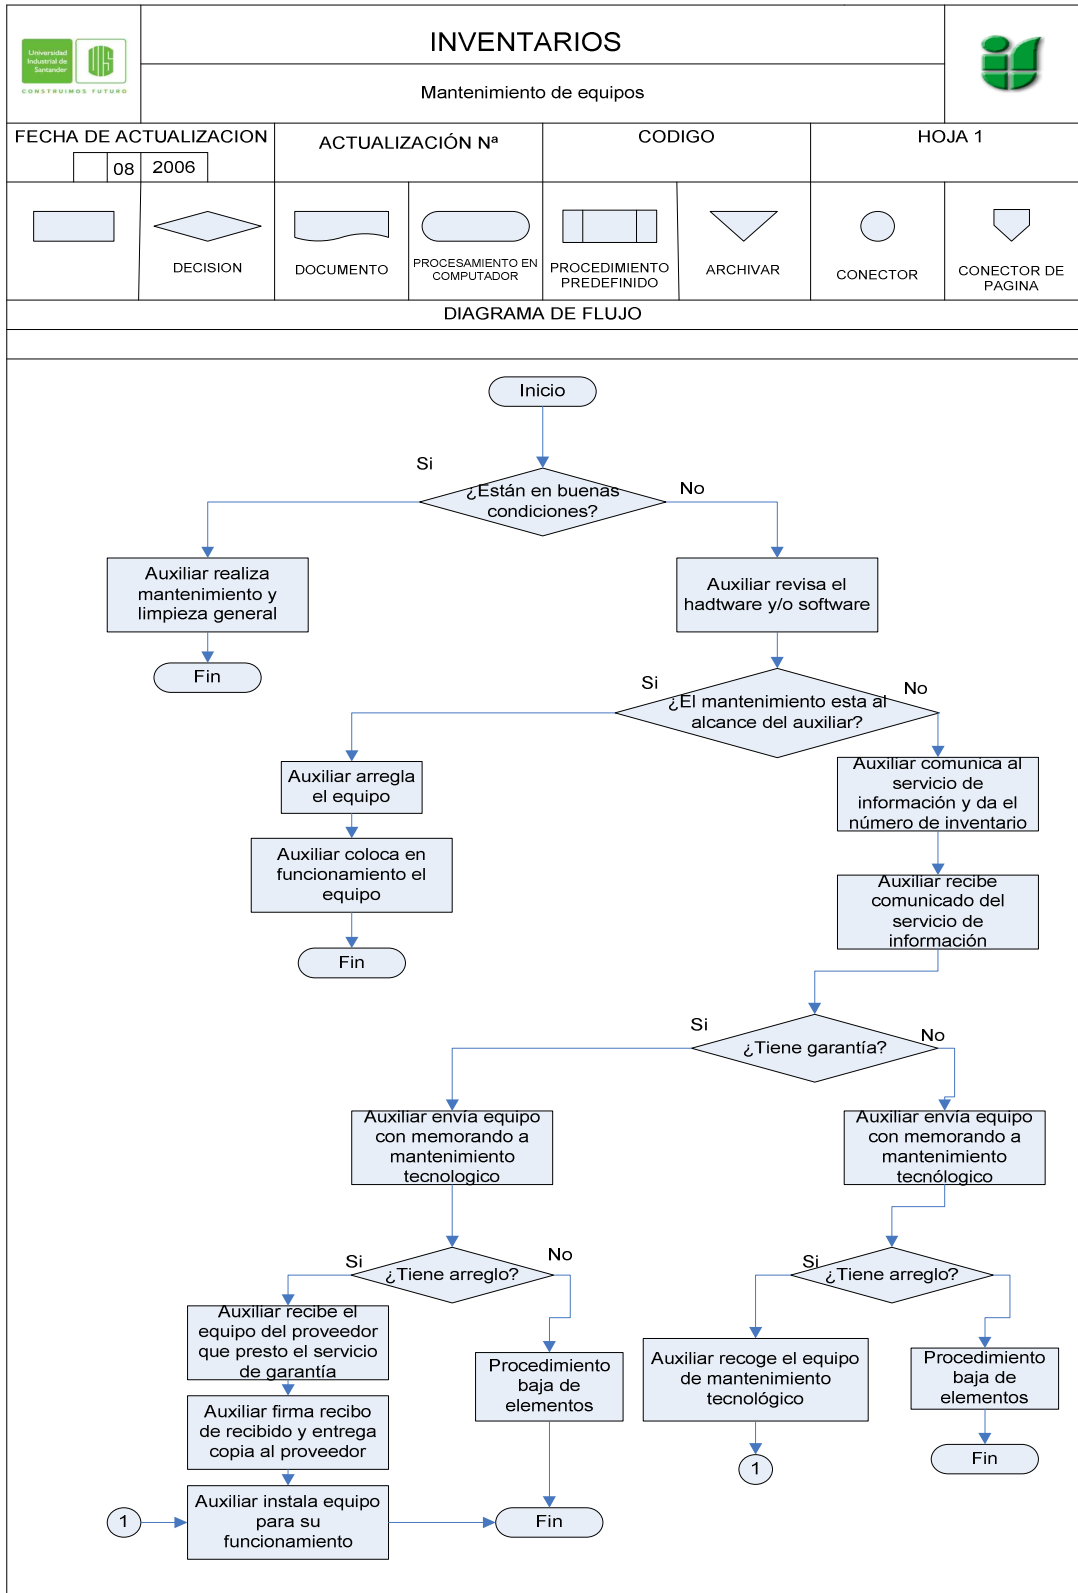 Universidad
Industrial de
Santander
UIS
CONSTRUIMOS FUTURO
INVENTARIOS
Mantenimiento de equipos
FECHA DE ACTUALIZACION
08 2006
ACTUALIZACIÓN Nª
CODIGO
HOJA 1
DECISION
DOCUMENTO
PROCESAMIENTO EN
COMPUTADOR
PROCEDIMIENTO
PREDEFINIDO
ARCHIVAR
CONECTOR
CONECTOR DE
PAGINA
DIAGRAMA DE FLUJO
Inicio
Si
¿Están en buenas
condiciones?
No
Auxiliar realiza
mantenimiento y
limpieza general
Fin
Auxiliar revisa el
hadtware y/o software
Si
¿El mantenimiento esta al
alcance del auxiliar?
No
Auxiliar arregla
el equipo
Auxiliar coloca en
funcionamiento el
equipo
Fin
Auxiliar comunica al
servicio de
información y da el
número de inventario
Auxiliar recibe
comunicado del
servicio de
información
Si
¿Tiene garantía?
No
Auxiliar envía equipo
con memorando a
mantenimiento
tecnologico
Auxiliar envía equipo
con memorando a
mantenimiento
tecnólogico
Si
¿Tiene arreglo?
No
Si
¿Tiene arreglo?
Auxiliar recibe el
equipo del proveedor
que presto el servicio
de garantía
Procedimiento
baja de
elementos
Auxiliar recoge el equipo
de mantenimiento
tecnológico
Procedimiento
baja de
elementos
Auxiliar firma recibo
de recibido y entrega
copia al proveedor
1
Fin
1
Auxiliar instala equipo
para su
funcionamiento
Fin